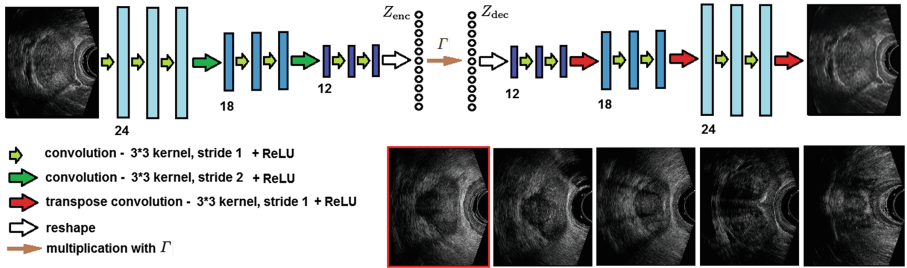 Z_enc Z_dec
Γ
12 12
18 18
24 24
convolution - 3*3 kernel, stride 1 + ReLU
convolution - 3*3 kernel, stride 2 + ReLU
transpose convolution - 3*3 kernel, stride 1 + ReLU
reshape
multiplication with Γ